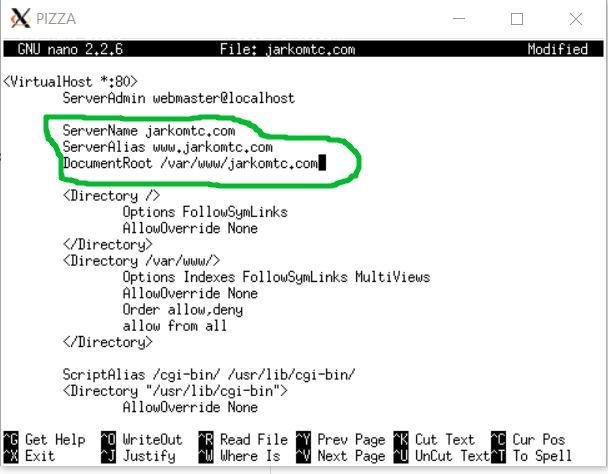 PIZZA
GNU nano 2.2.6 File: jarkomtc.com Modified
<VirtualHost *:80>
ServerAdmin webmaster@localhost
ServerName jarkomtc.com
ServerAlias www.jarkomtc.com
DocumentRoot /var/www/jarkomtc.com
<Directory />
Options FollowSymLinks
AllowOverride None
</Directory>
<Directory /var/www/>
Options Indexes FollowSymLinks MultiViews
AllowOverride None
Order allow,deny
allow from all
</Directory>
ScriptAlias /cgi-bin/ /usr/lib/cgi-bin/
<Directory "/usr/lib/cgi-bin">
AllowOverride None
^G Get Help ^O WriteOut ^R Read File ^Y Prev Page ^K Cut Text ^C Cur Pos
^X Exit ^J Justify ^W Where Is ^V Next Page ^U UnCut Text ^T To Spell